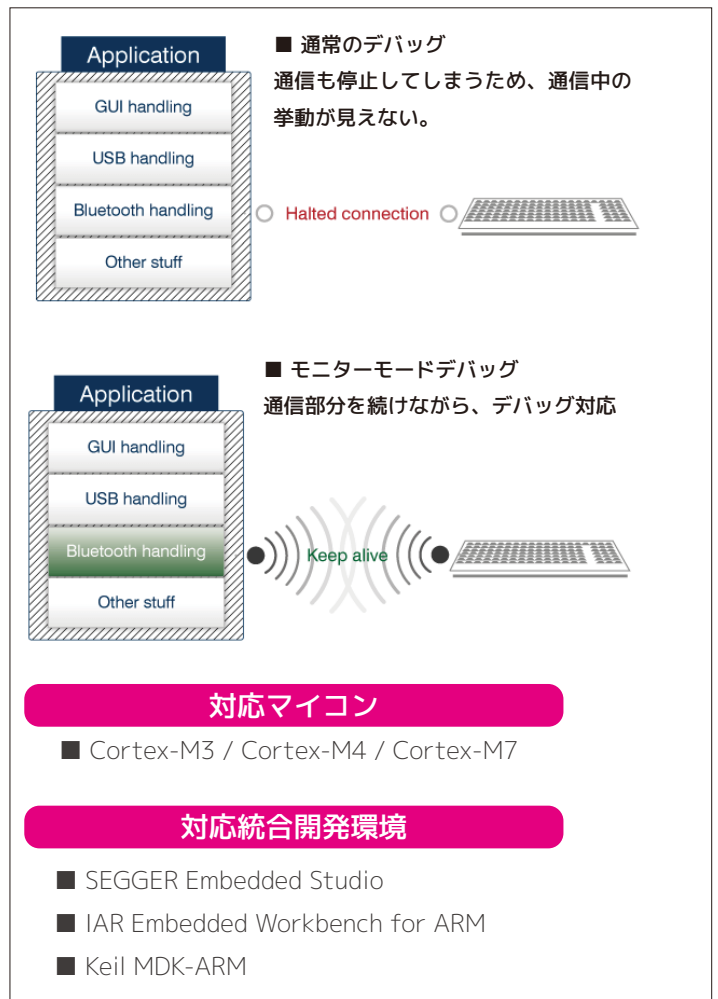 Application
GUI handling
USB handling
Bluetooth handling
Other stuff
■ 通常のデバッグ
通信も停止してしまうため、通信中の
挙動が見えない。
Halted connection
Application
GUI handling
USB handling
Bluetooth handling
Other stuff
■ モニターモードデバッグ
通信部分を続けながら、デバッグ対応
Keep alive
対応マイコン
■ Cortex-M3 / Cortex-M4 / Cortex-M7
対応統合開発環境
■ SEGGER Embedded Studio
■ IAR Embedded Workbench for ARM
■ Keil MDK-ARM